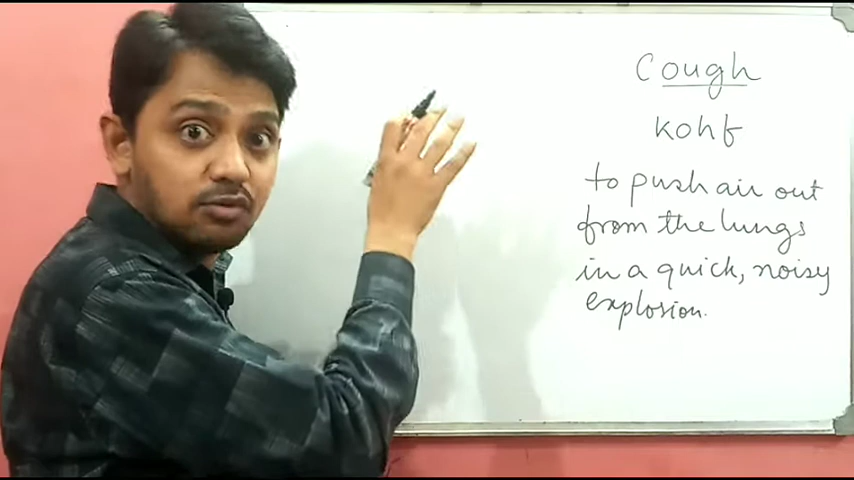 Cough
kohf
to push air out
from the lungs
in a quick, noisy
explosion.